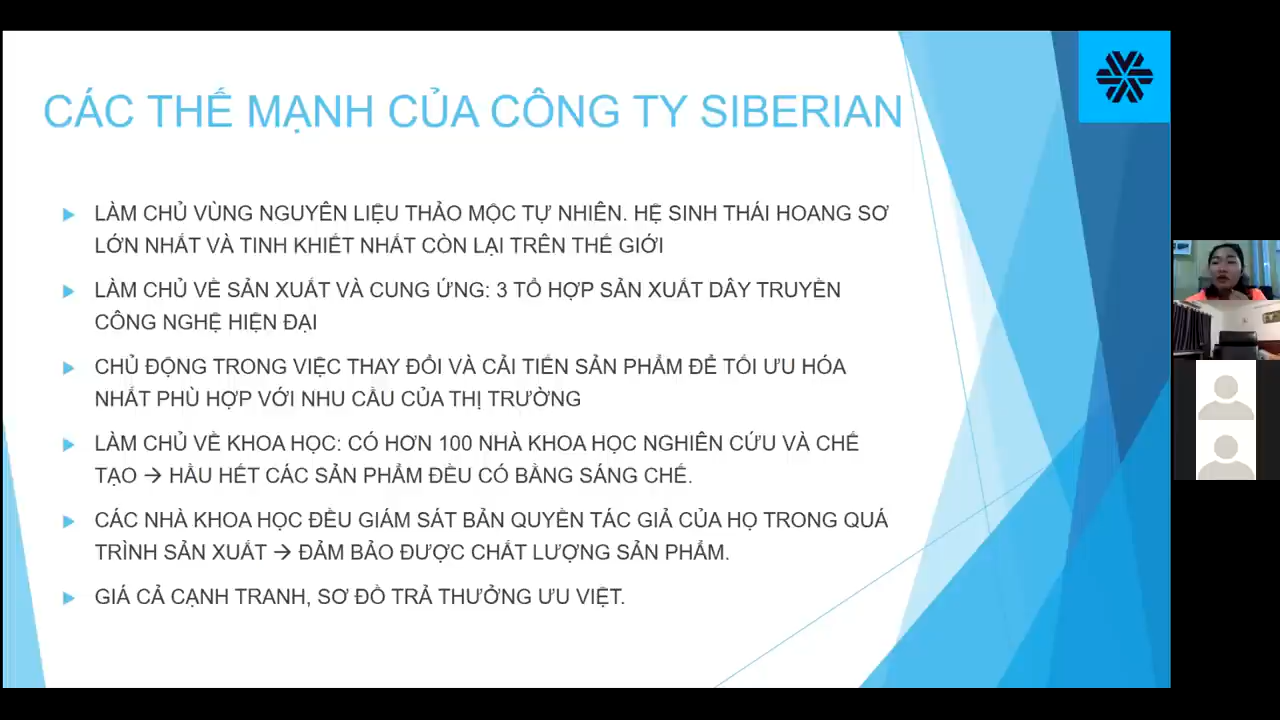 CÁC THẾ MẠNH CỦA CÔNG TY SIBERIAN
LÀM CHỦ VÙNG NGUYÊN LIỆU THẢO MỘC TỰ NHIÊN. HỆ SINH THÁI HOANG SƠ
LỚN NHẤT VÀ TINH KHIẾT NHẤT CÒN LẠI TRÊN THẾ GIỚI
LÀM CHỦ VỀ SẢN XUẤT VÀ CUNG ỨNG: 3 TỔ HỢP SẢN XUẤT DÂY TRUYỀN
CÔNG NGHỆ HIỆN ĐẠI
CHỦ ĐỘNG TRONG VIỆC THAY ĐỔI VÀ CẢI TIẾN SẢN PHẨM ĐỂ TỐI ƯU HÓA
NHẤT PHÙ HỢP VỚI NHU CẦU CỦA THỊ TRƯỜNG
LÀM CHỦ VỀ KHOA HỌC: CÓ HƠN 100 NHÀ KHOA HỌC NGHIÊN CỨU VÀ CHẾ
TẠO → HẦU HẾT CÁC SẢN PHẨM ĐỀU CÓ BẰNG SÁNG CHẾ.
CÁC NHÀ KHOA HỌC ĐỀU GIÁM SÁT BẢN QUYỀN TÁC GIẢ CỦA HỌ TRONG QUÁ
TRÌNH SẢN XUẤT → ĐẢM BẢO ĐƯỢC CHẤT LƯỢNG SẢN PHẨM.
GIÁ CẢ CẠNH TRANH, SƠ ĐỒ TRẢ THƯỞNG ƯU VIỆT.